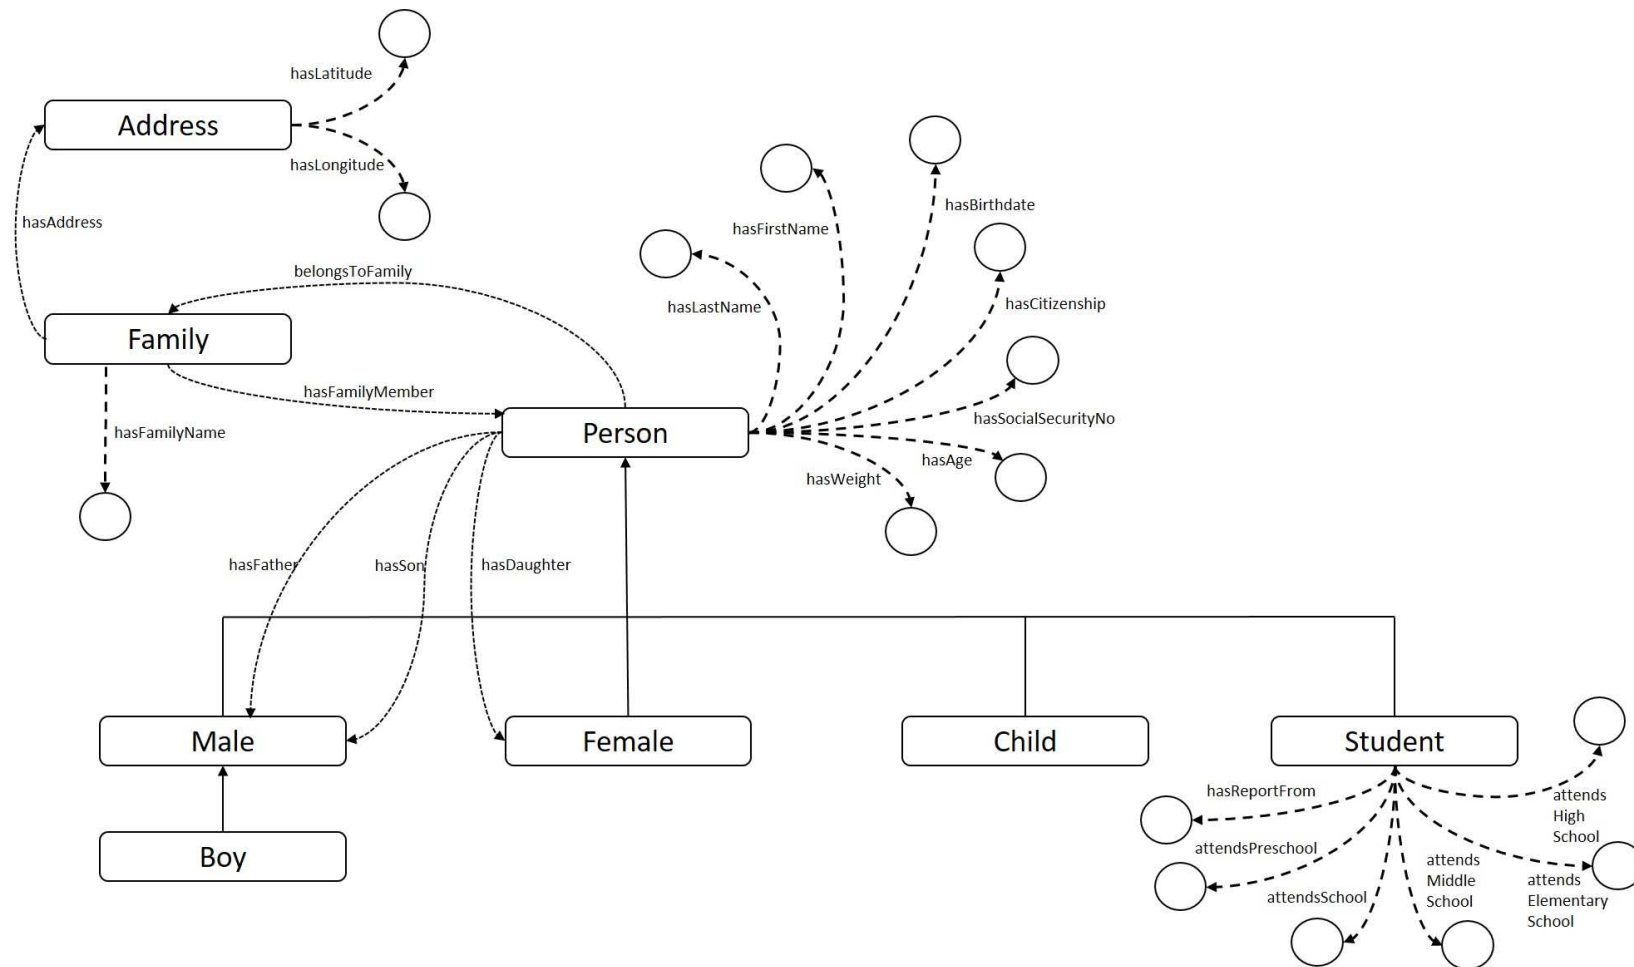 hasLatitude
Address
hasLongitude
hasAddress
hasBirthdate
hasFirstName
belongsToFamily
hasLastName
hasCitizenship
Family
hasFamilyMember
hasSocialSecurityNo
hasFamilyName
Person
hasAge
hasWeight
hasFather
hasSon
hasDaughter
Male
Female
Child
Student
hasReportFrom
attends
High
School
attendsPreschool
Boy
attends
Middle
School
attends
Elementary
School
attendsSchool